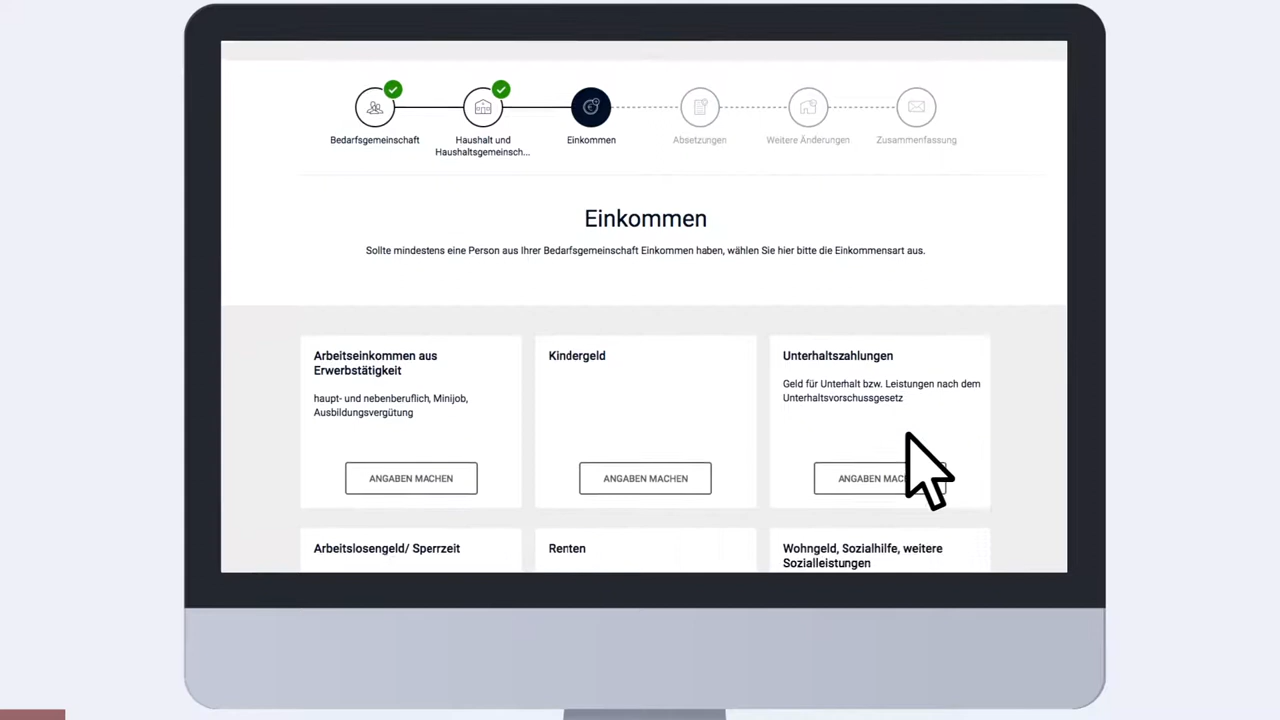 Bedarfsgemeinschaft
Haushalt und
Haushaltsgemeinsch...
Einkommen
Absetzungen
Weitere Änderungen
Zusammenfassung
Einkommen
Sollte mindestens eine Person aus Ihrer Bedarfsgemeinschaft Einkommen haben, wählen Sie hier bitte die Einkommensart aus.
Arbeitseinkommen aus
Erwerbstätigkeit
haupt- und nebenberuflich, Minijob,
Ausbildungsvergütung
ANGABEN MACHEN
Kindergeld
ANGABEN MACHEN
Unterhaltszahlungen
Geld für Unterhalt bzw. Leistungen nach dem
Unterhaltsvorschussgesetz
ANGABEN MAC
Arbeitslosengeld/ Sperrzeit
Renten
Wohngeld, Sozialhilfe, weitere
Sozialleistungen